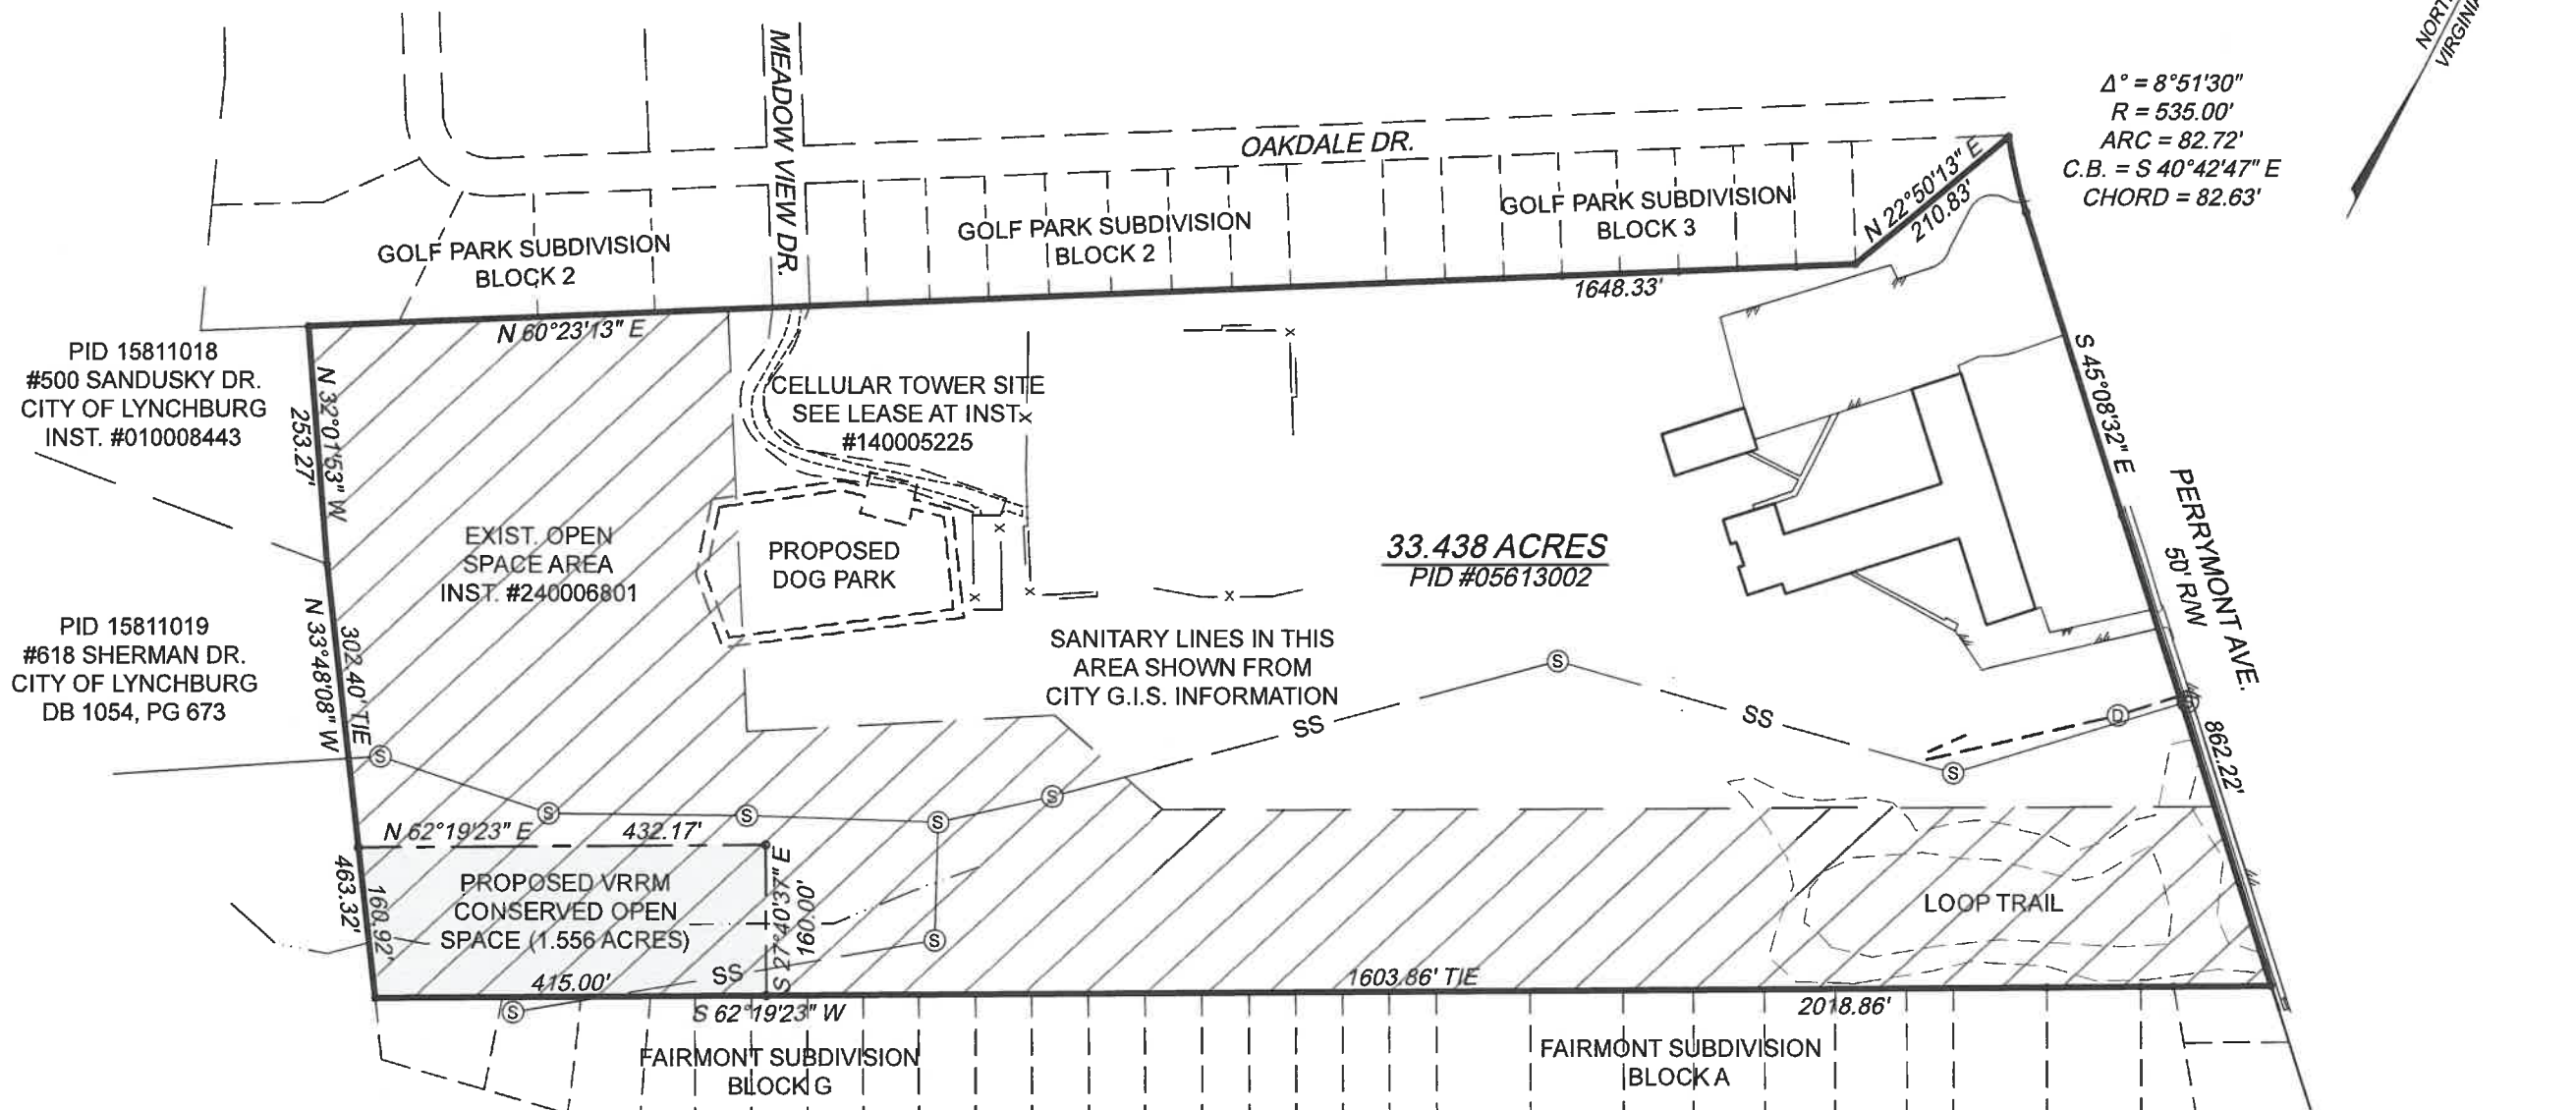 NORT
VIRGINIA
Δ° = 8°51'30"
R = 535.00'
ARC = 82.72'
C.B. = S 40°42'47" E
CHORD = 82.63'
MEADOW VIEW DR.
OAKDALE DR.
GOLF PARK SUBDIVISION
BLOCK 2
GOLF PARK SUBDIVISION
BLOCK 2
GOLF PARK SUBDIVISION
BLOCK 3
N 22°50'13" E
210.83'
1648.33'
N 60°23'13" E
PID 15811018
#500 SANDUSKY DR.
CITY OF LYNCHBURG
INST. #010008443
N 32°01'53" W
253.27'
CELLULAR TOWER SITE
SEE LEASE AT INST.
#140005225
S 45°08'32" E
PERRYMONT AVE.
50' R/W
EXIST. OPEN
SPACE AREA
INST. #240006801
PROPOSED
DOG PARK
33.438 ACRES
PID #05613002
PID 15811019
#618 SHERMAN DR.
CITY OF LYNCHBURG
DB 1054, PG 673
N 33°48'08" W
302.40' TIE
SANITARY LINES IN THIS
AREA SHOWN FROM
CITY G.I.S. INFORMATION
S
SS
SS
D
S
S
862.22'
S
S
S
S
S
N 62°19'23" E
432.17'
463.32'
160.92'
PROPOSED VRRM
CONSERVED OPEN
SPACE (1.556 ACRES)
S 27°40'37" E
160.00'
S
LOOP TRAIL
SS
415.00'
1603.86' TIE
S
S 62°19'23" W
2018.86'
FAIRMONT SUBDIVISION
BLOCK G
FAIRMONT SUBDIVISION
BLOCK A